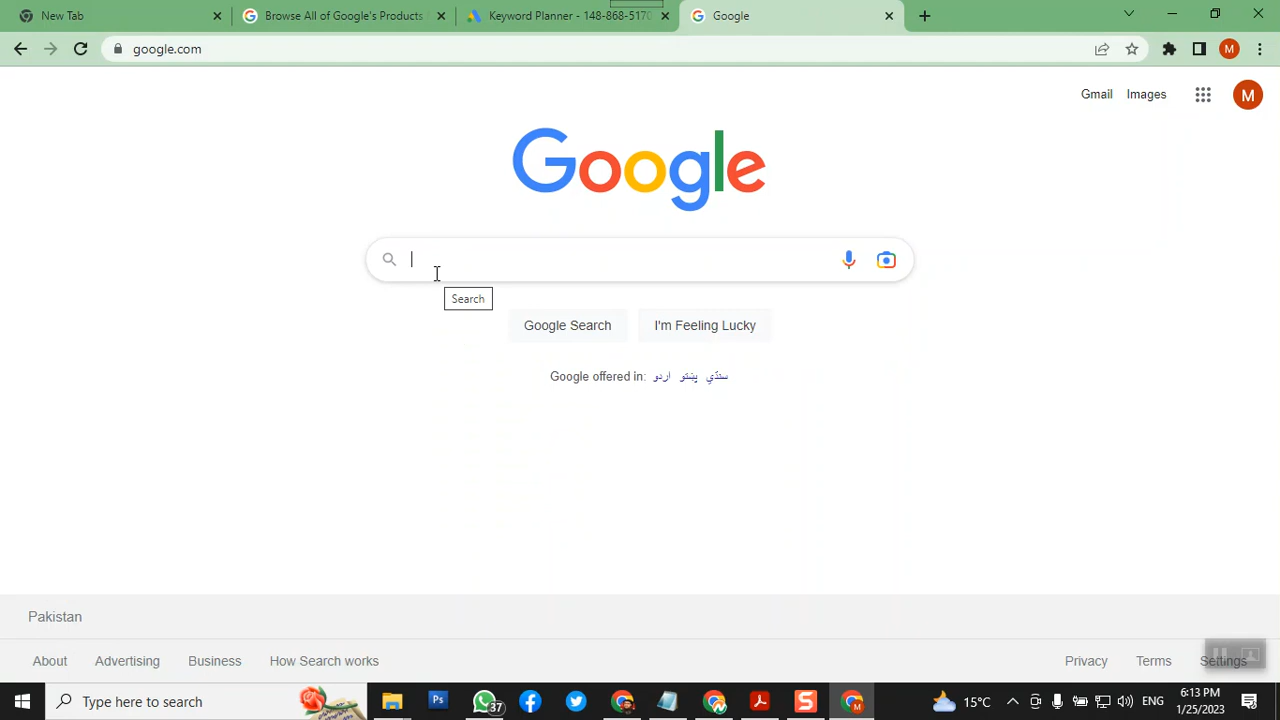 New Tab
Browse All of Google's Products
Keyword Planner - 148-868-5170
Google
google.com
M
Gmail
Images
M
Google
Search
Google Search
I'm Feeling Lucky
Google offered in: اردو پښتو سنڌي
Pakistan
About
Advertising
Business
How Search works
Privacy
Terms
Settings
Type here to search
Ps
37
S
M
15°C
ENG
6:13 PM
1/25/2023